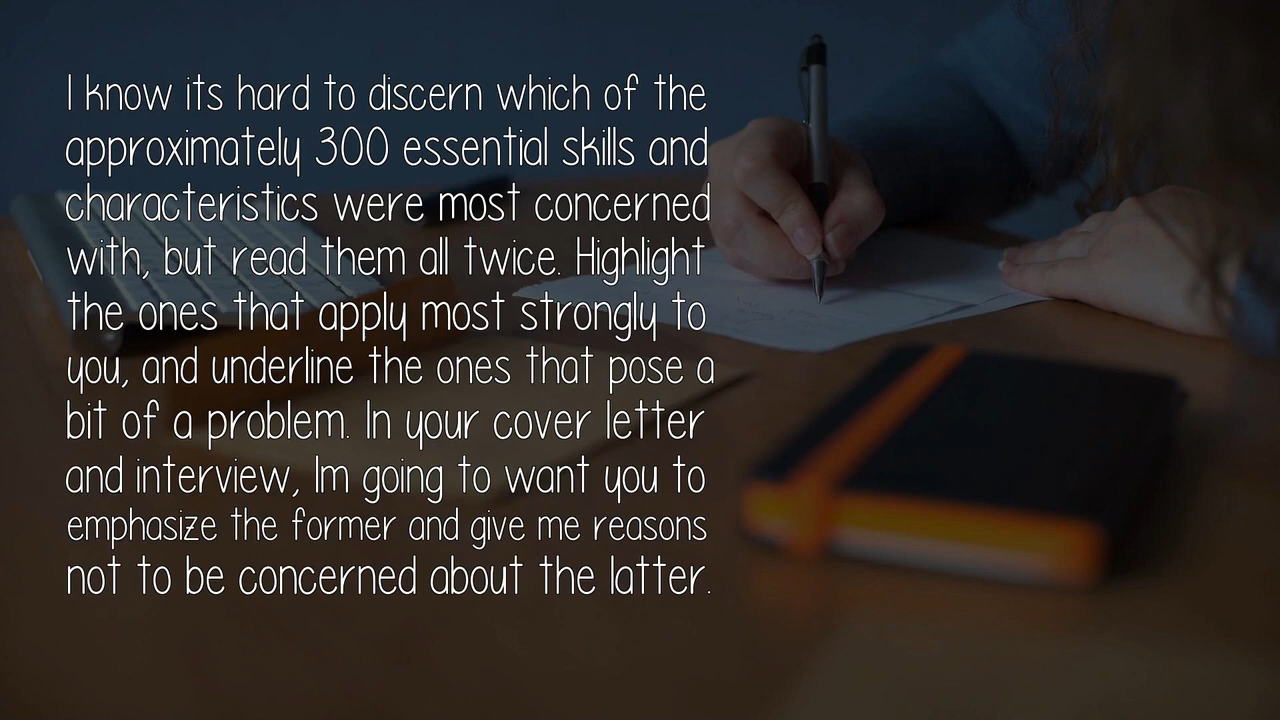 I know its hard to discern which of the
approximately 300 essential skills and
characteristics were most concerned
with, but read them all twice. Highlight
the ones that apply most strongly to
you, and underline the ones that pose a
bit of a problem. In your cover letter
and interview, Im going to want you to
emphasize the former and give me reasons
not to be concerned about the latter.